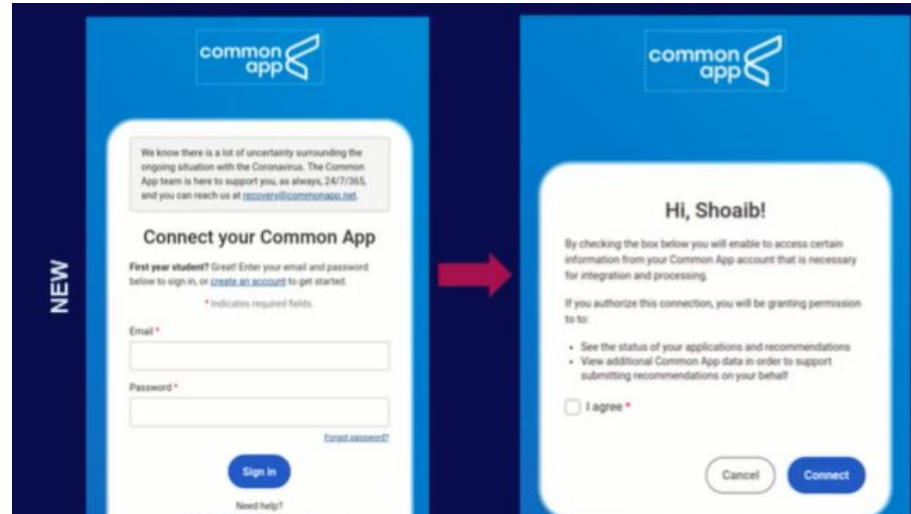 NEW
common
app
We know there is a lot of uncertainty surrounding the
ongoing situation with the Coronavirus. The Common
App team is here to support you, as always, 24/7/365,
and you can reach us at recovery@commonapp.net.
Connect your Common App
First year student? Great! Enter your email and password
below to sign in, or create an account to get started.
* Indicates required fields.
Email *
Password *
Forgot password?
Sign in
Need help?
common
app
Hi, Shoaib!
By checking the box below you will enable to access certain
information from your Common App account that is necessary
for integration and processing.
If you authorize this connection, you will be granting permission
to to:
• See the status of your applications and recommendations
• View additional Common App data in order to support
submitting recommendations on your behalf
I agree *
Cancel
Connect